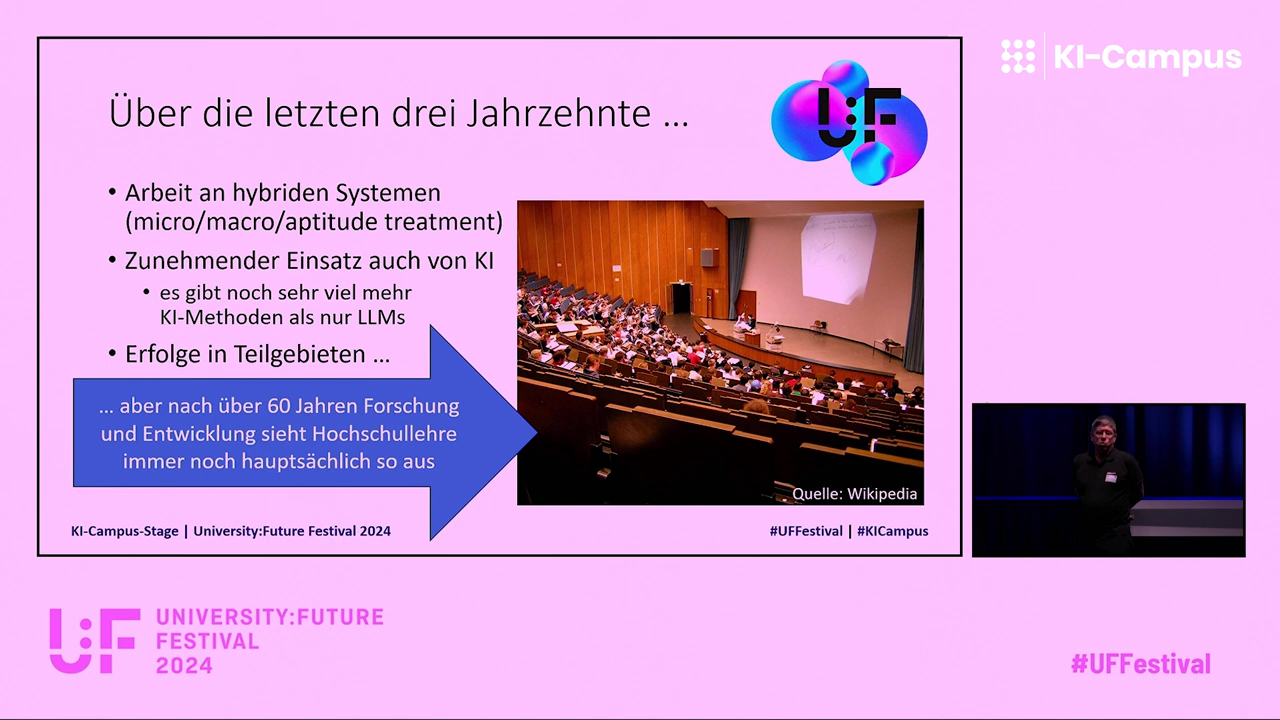 KI-Campus
Über die letzten drei Jahrzehnte ...
U:F
• Arbeit an hybriden Systemen
(micro/macro/aptitude treatment)
• Zunehmender Einsatz auch von KI
• es gibt noch sehr viel mehr
KI-Methoden als nur LLMs
• Erfolge in Teilgebieten ...
... aber nach über 60 Jahren Forschung
und Entwicklung sieht Hochschullehre
immer noch hauptsächlich so aus
Quelle: Wikipedia
KI-Campus-Stage | University:Future Festival 2024
#UFFestival | #KICampus
U:F
UNIVERSITY:FUTURE
FESTIVAL
2024
#UFFestival